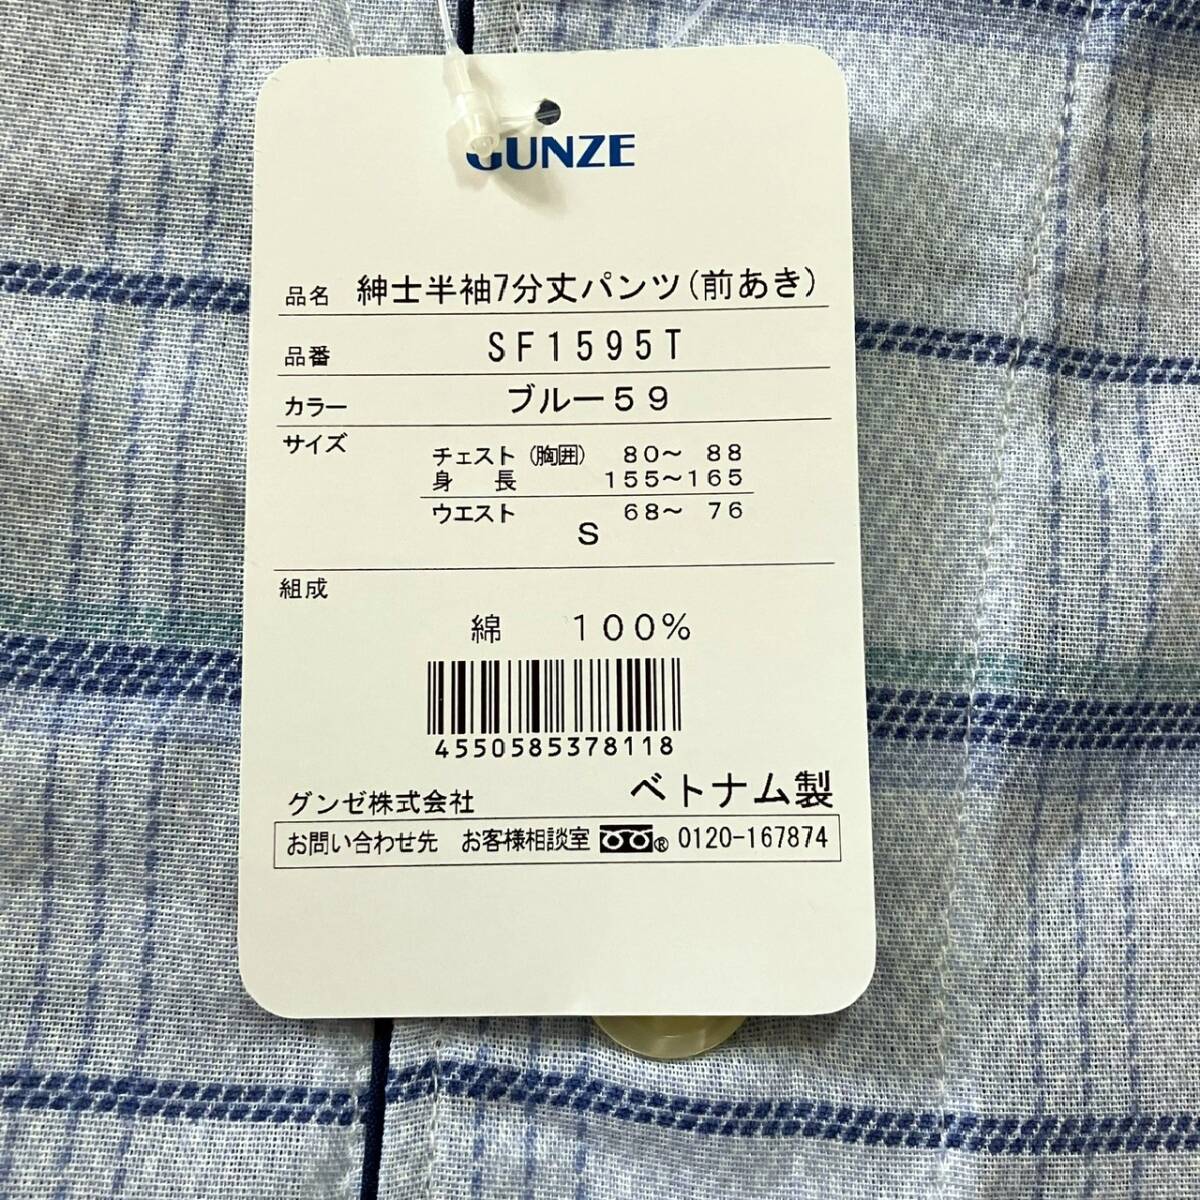 GUNZE
品名 紳士半袖7分丈パンツ(前あき)
品番 SF1595T
カラー ブルー59
サイズ
チェスト(胸囲) 80～ 88
身 長 155～165
ウエスト 68～ 76
S
組成
綿 100%
4550585378118
グンゼ株式会社 ベトナム製
お問い合わせ先 お客様相談室 ® 0120-167874